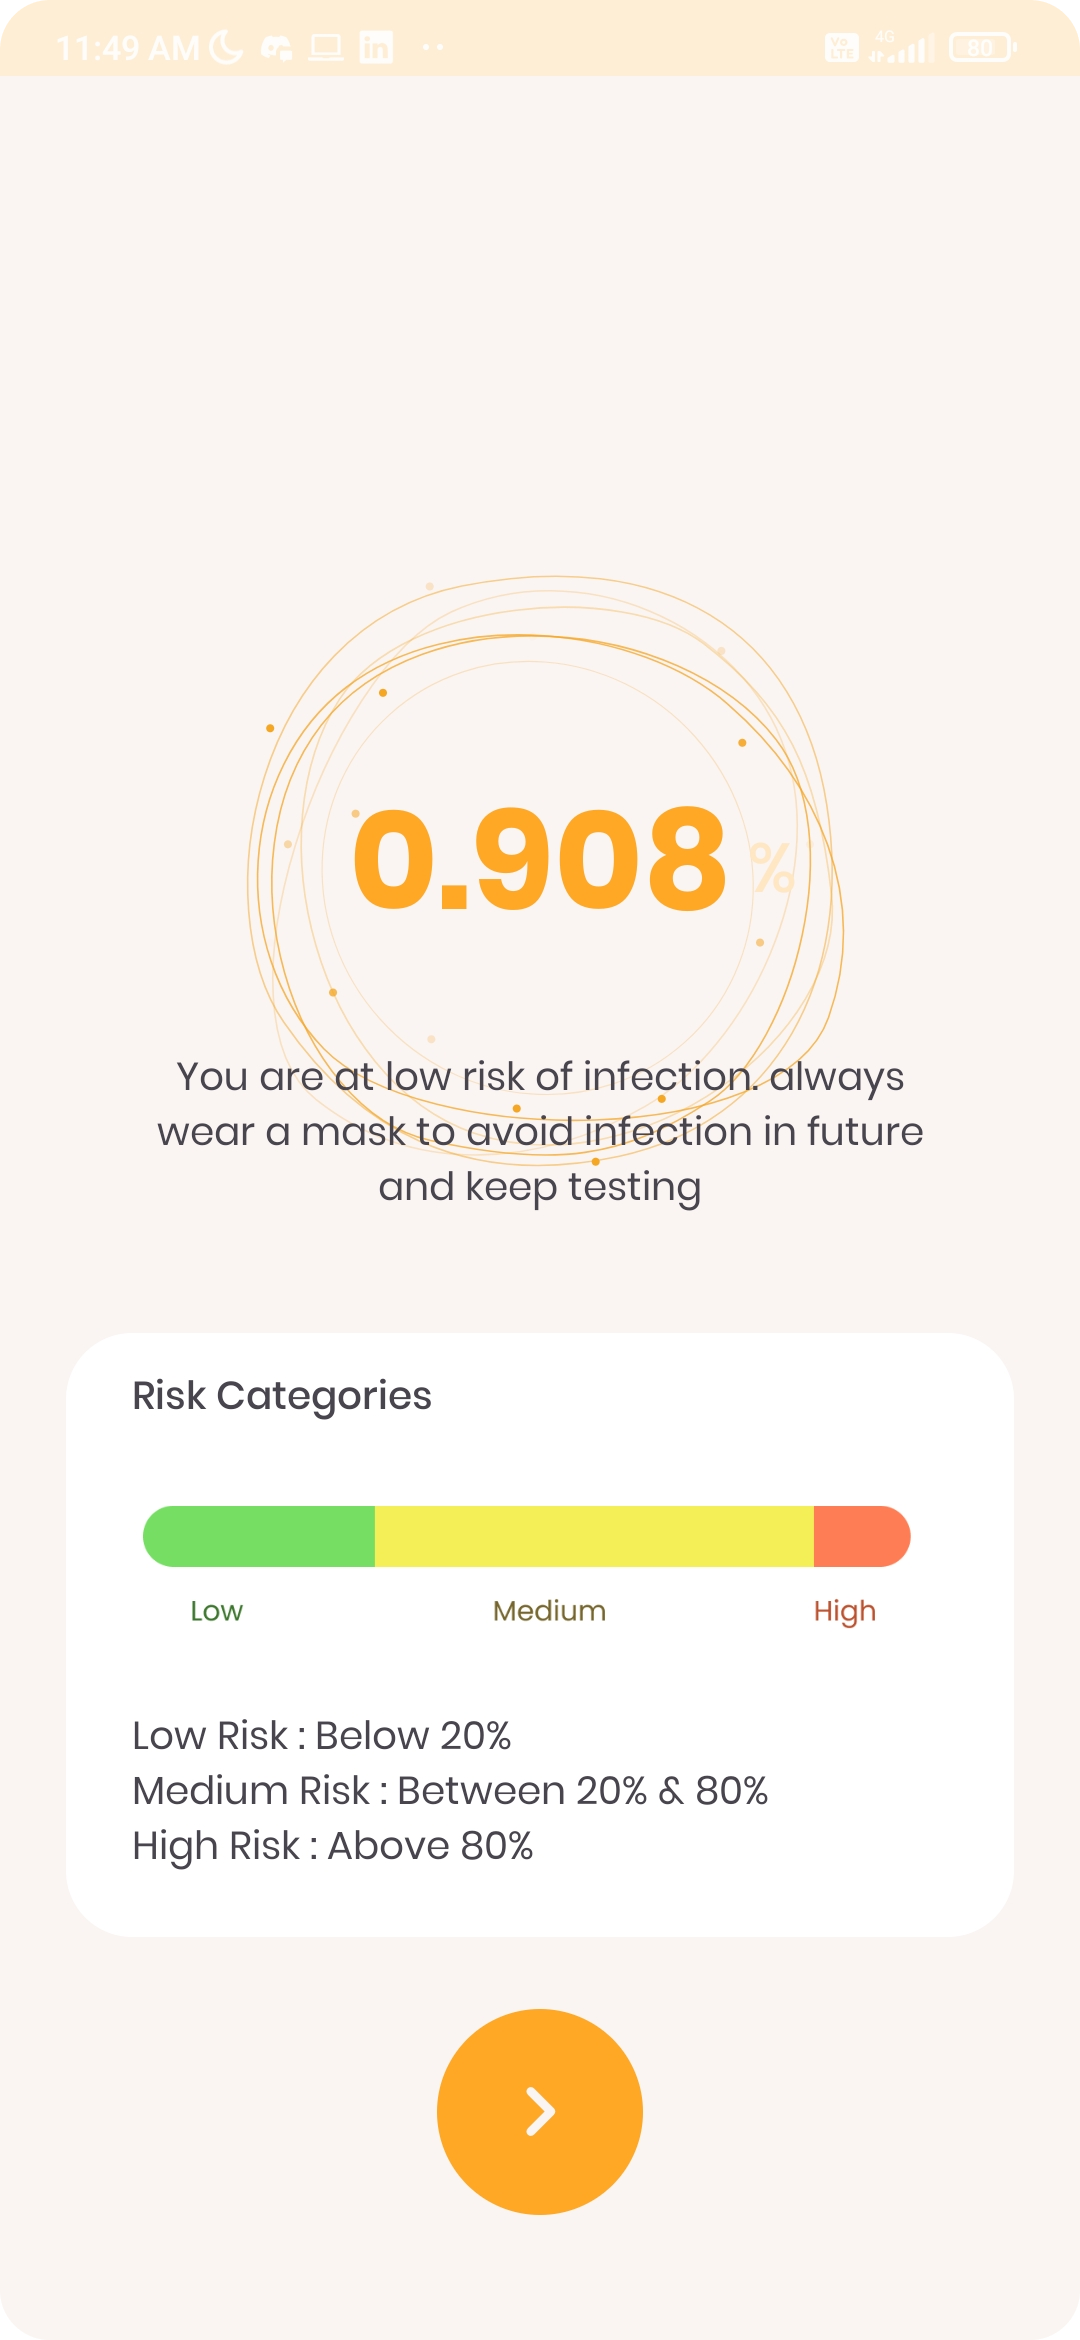 11:49 AM
Vo LTE 4G 80
0.908 %
You are at low risk of infection. always
wear a mask to avoid infection in future
and keep testing
Risk Categories
Low Medium High
Low Risk : Below 20%
Medium Risk : Between 20% & 80%
High Risk : Above 80%